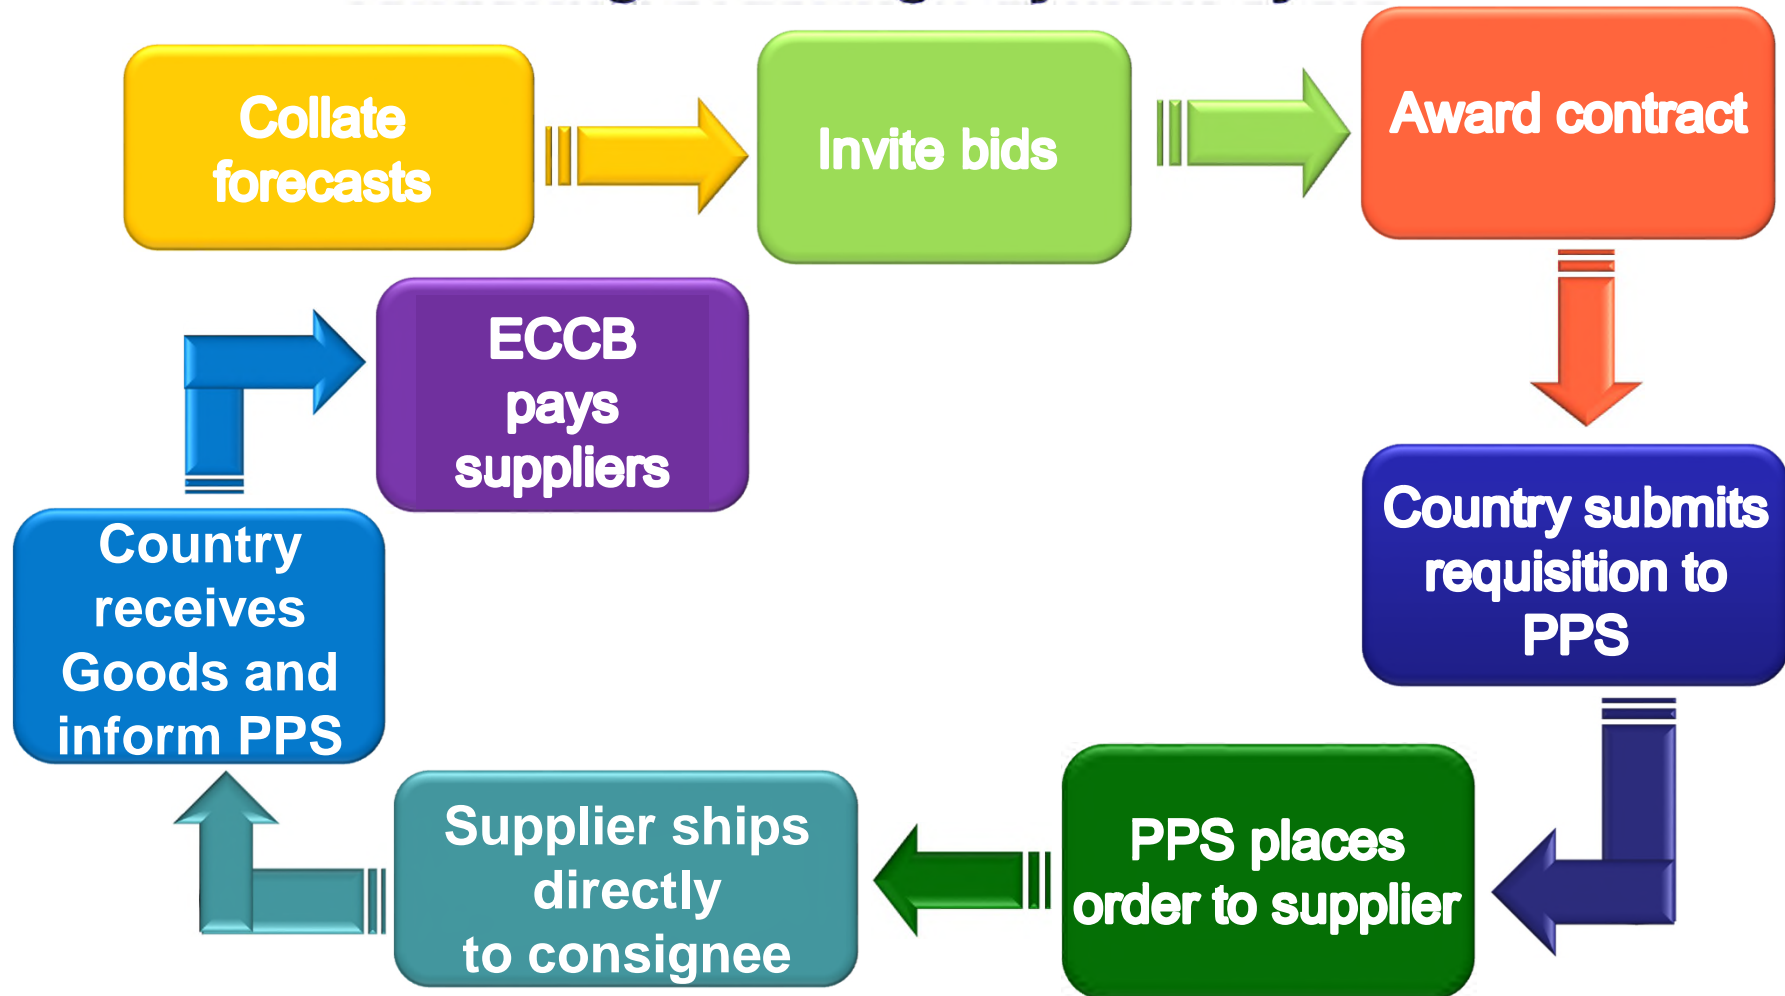 Collate
forecasts
Invite bids
Award contract
Country submits
requisition to
PPS
PPS places
order to supplier
Supplier ships
directly
to consignee
Country
receives
Goods and
inform PPS
ECCB
pays
suppliers